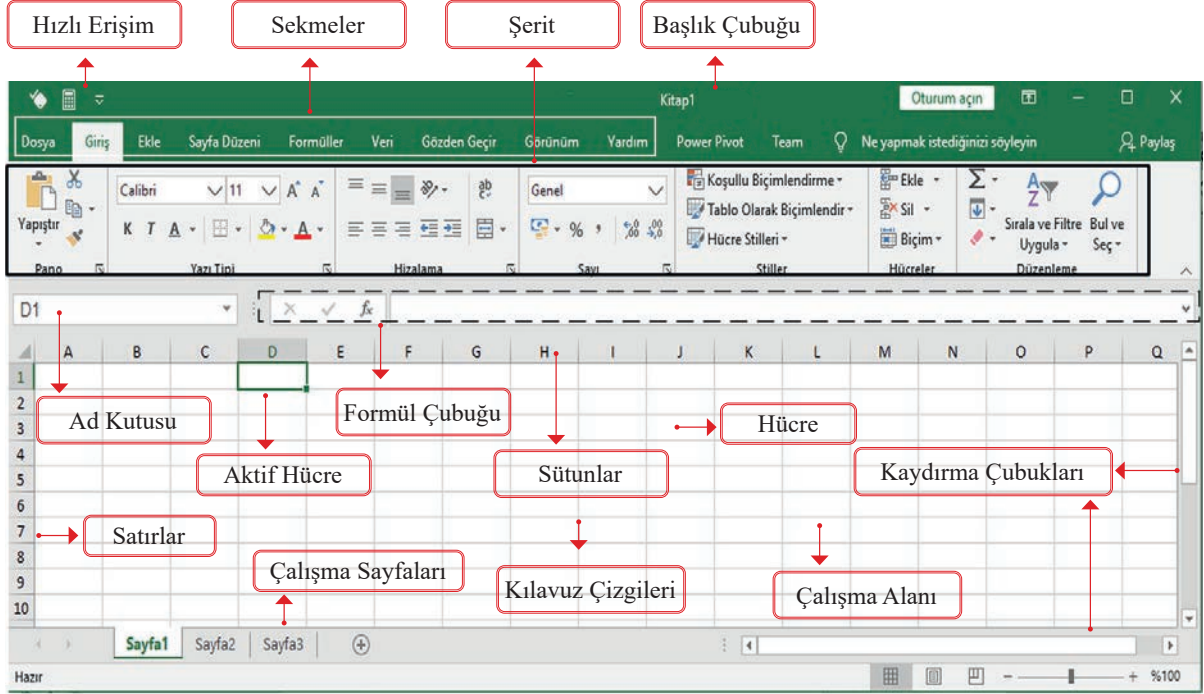 Hızlı Erişim Sekmeler Şerit Başlık Çubuğu
Kitap1 Oturum açın
Dosya Giriş Ekle Sayfa Düzeni Formüller Veri Gözden Geçir Görünüm Yardım Power Pivot Team Ne yapmak istediğinizi söyleyin Paylaş
Yapıştır
Calibri 11
K T A A
Genel
% ,
Koşullu Biçimlendirme
Tablo Olarak Biçimlendir
Hücre Stilleri
Ekle
Sil
Biçim
Sırala ve Filtre Uygula
Bul ve Seç
Pano Yazı Tipi Hizalama Sayı Stiller Hücreler Düzenleme
D1 fx
A B C D E F G H I J K L M N O P Q
1
2
3
4
5
6
7
8
9
10
Ad Kutusu Formül Çubuğu Hücre
Aktif Hücre Sütunlar Kaydırma Çubukları
Satırlar
Çalışma Sayfaları Kılavuz Çizgileri Çalışma Alanı
Sayfa1 Sayfa2 Sayfa3
Hazır %100